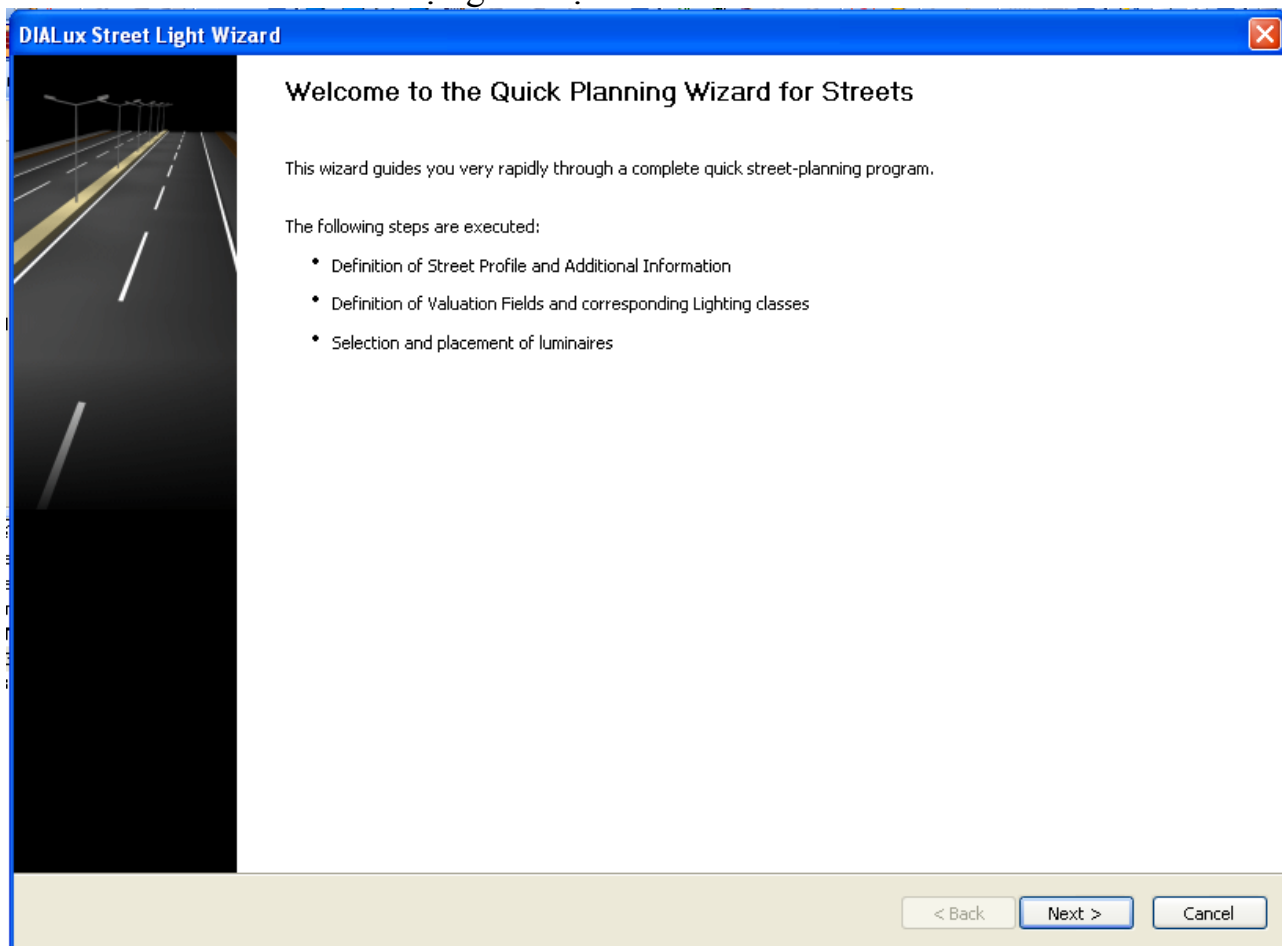 DIALux Street Light Wizard
Welcome to the Quick Planning Wizard for Streets
This wizard guides you very rapidly through a complete quick street-planning program.
The following steps are executed:
• Definition of Street Profile and Additional Information
• Definition of Valuation Fields and corresponding Lighting classes
• Selection and placement of luminaires
< Back Next > Cancel